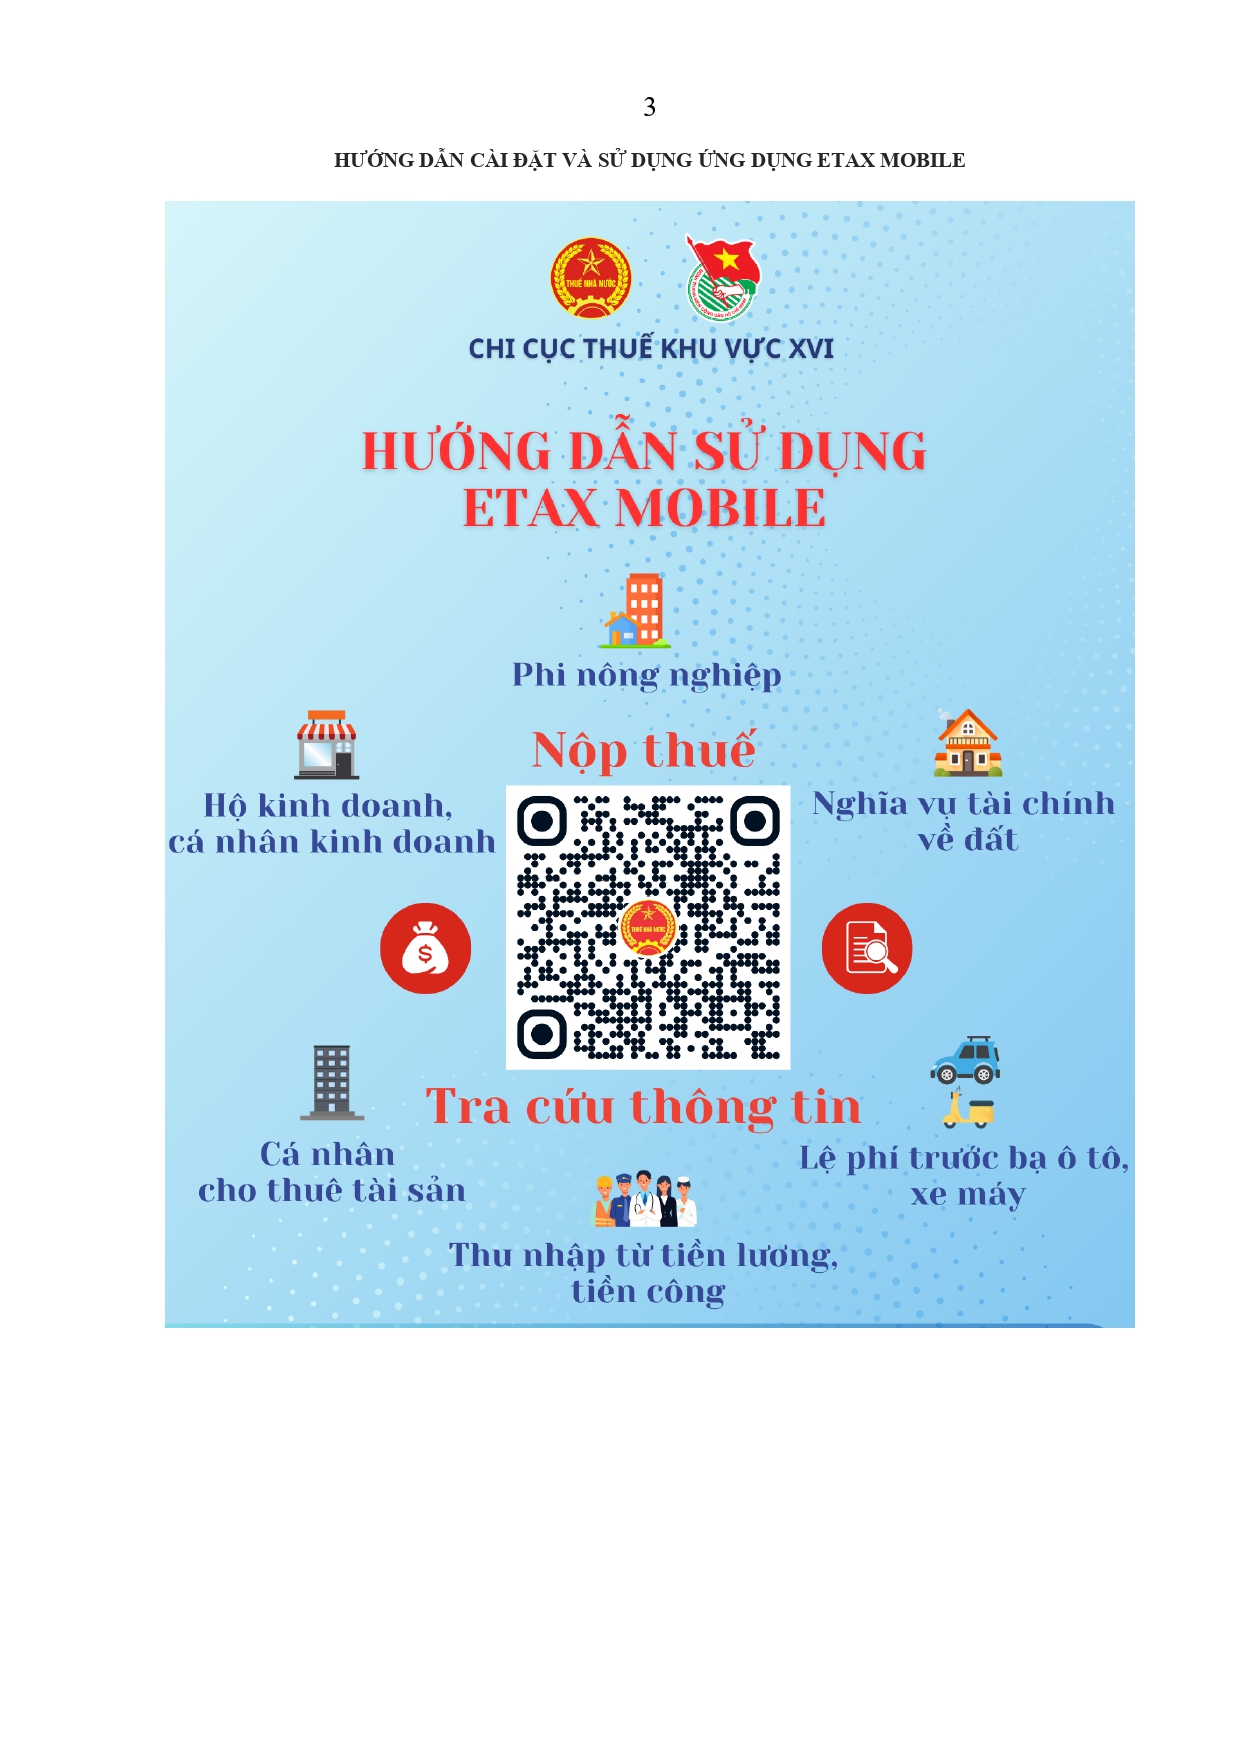 3
HƯỚNG DẪN CÀI ĐẶT VÀ SỬ DỤNG ỨNG DỤNG ETAX MOBILE
THUẾ NHÀ NƯỚC
CHI CỤC THUẾ KHU VỰC XVI
HƯỚNG DẪN SỬ DỤNG
ETAX MOBILE
Phi nông nghiệp
Nộp thuế
Hộ kinh doanh,
cá nhân kinh doanh
Nghĩa vụ tài chính
về đất
THUẾ NHÀ NƯỚC
$
Tra cứu thông tin
Cá nhân
cho thuê tài sản
Lệ phí trước bạ ô tô,
xe máy
Thu nhập từ tiền lương,
tiền công